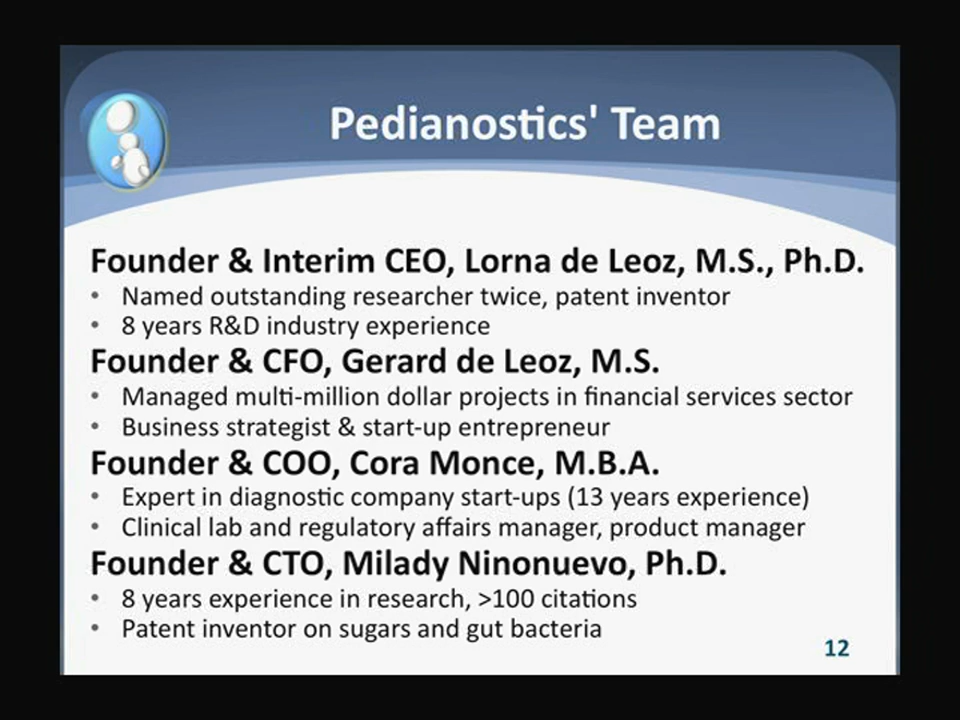 Pedianostics' Team
Founder & Interim CEO, Lorna de Leoz, M.S., Ph.D.
• Named outstanding researcher twice, patent inventor
• 8 years R&D industry experience
Founder & CFO, Gerard de Leoz, M.S.
• Managed multi-million dollar projects in financial services sector
• Business strategist & start-up entrepreneur
Founder & COO, Cora Monce, M.B.A.
• Expert in diagnostic company start-ups (13 years experience)
• Clinical lab and regulatory affairs manager, product manager
Founder & CTO, Milady Ninonuevo, Ph.D.
• 8 years experience in research, >100 citations
• Patent inventor on sugars and gut bacteria
12